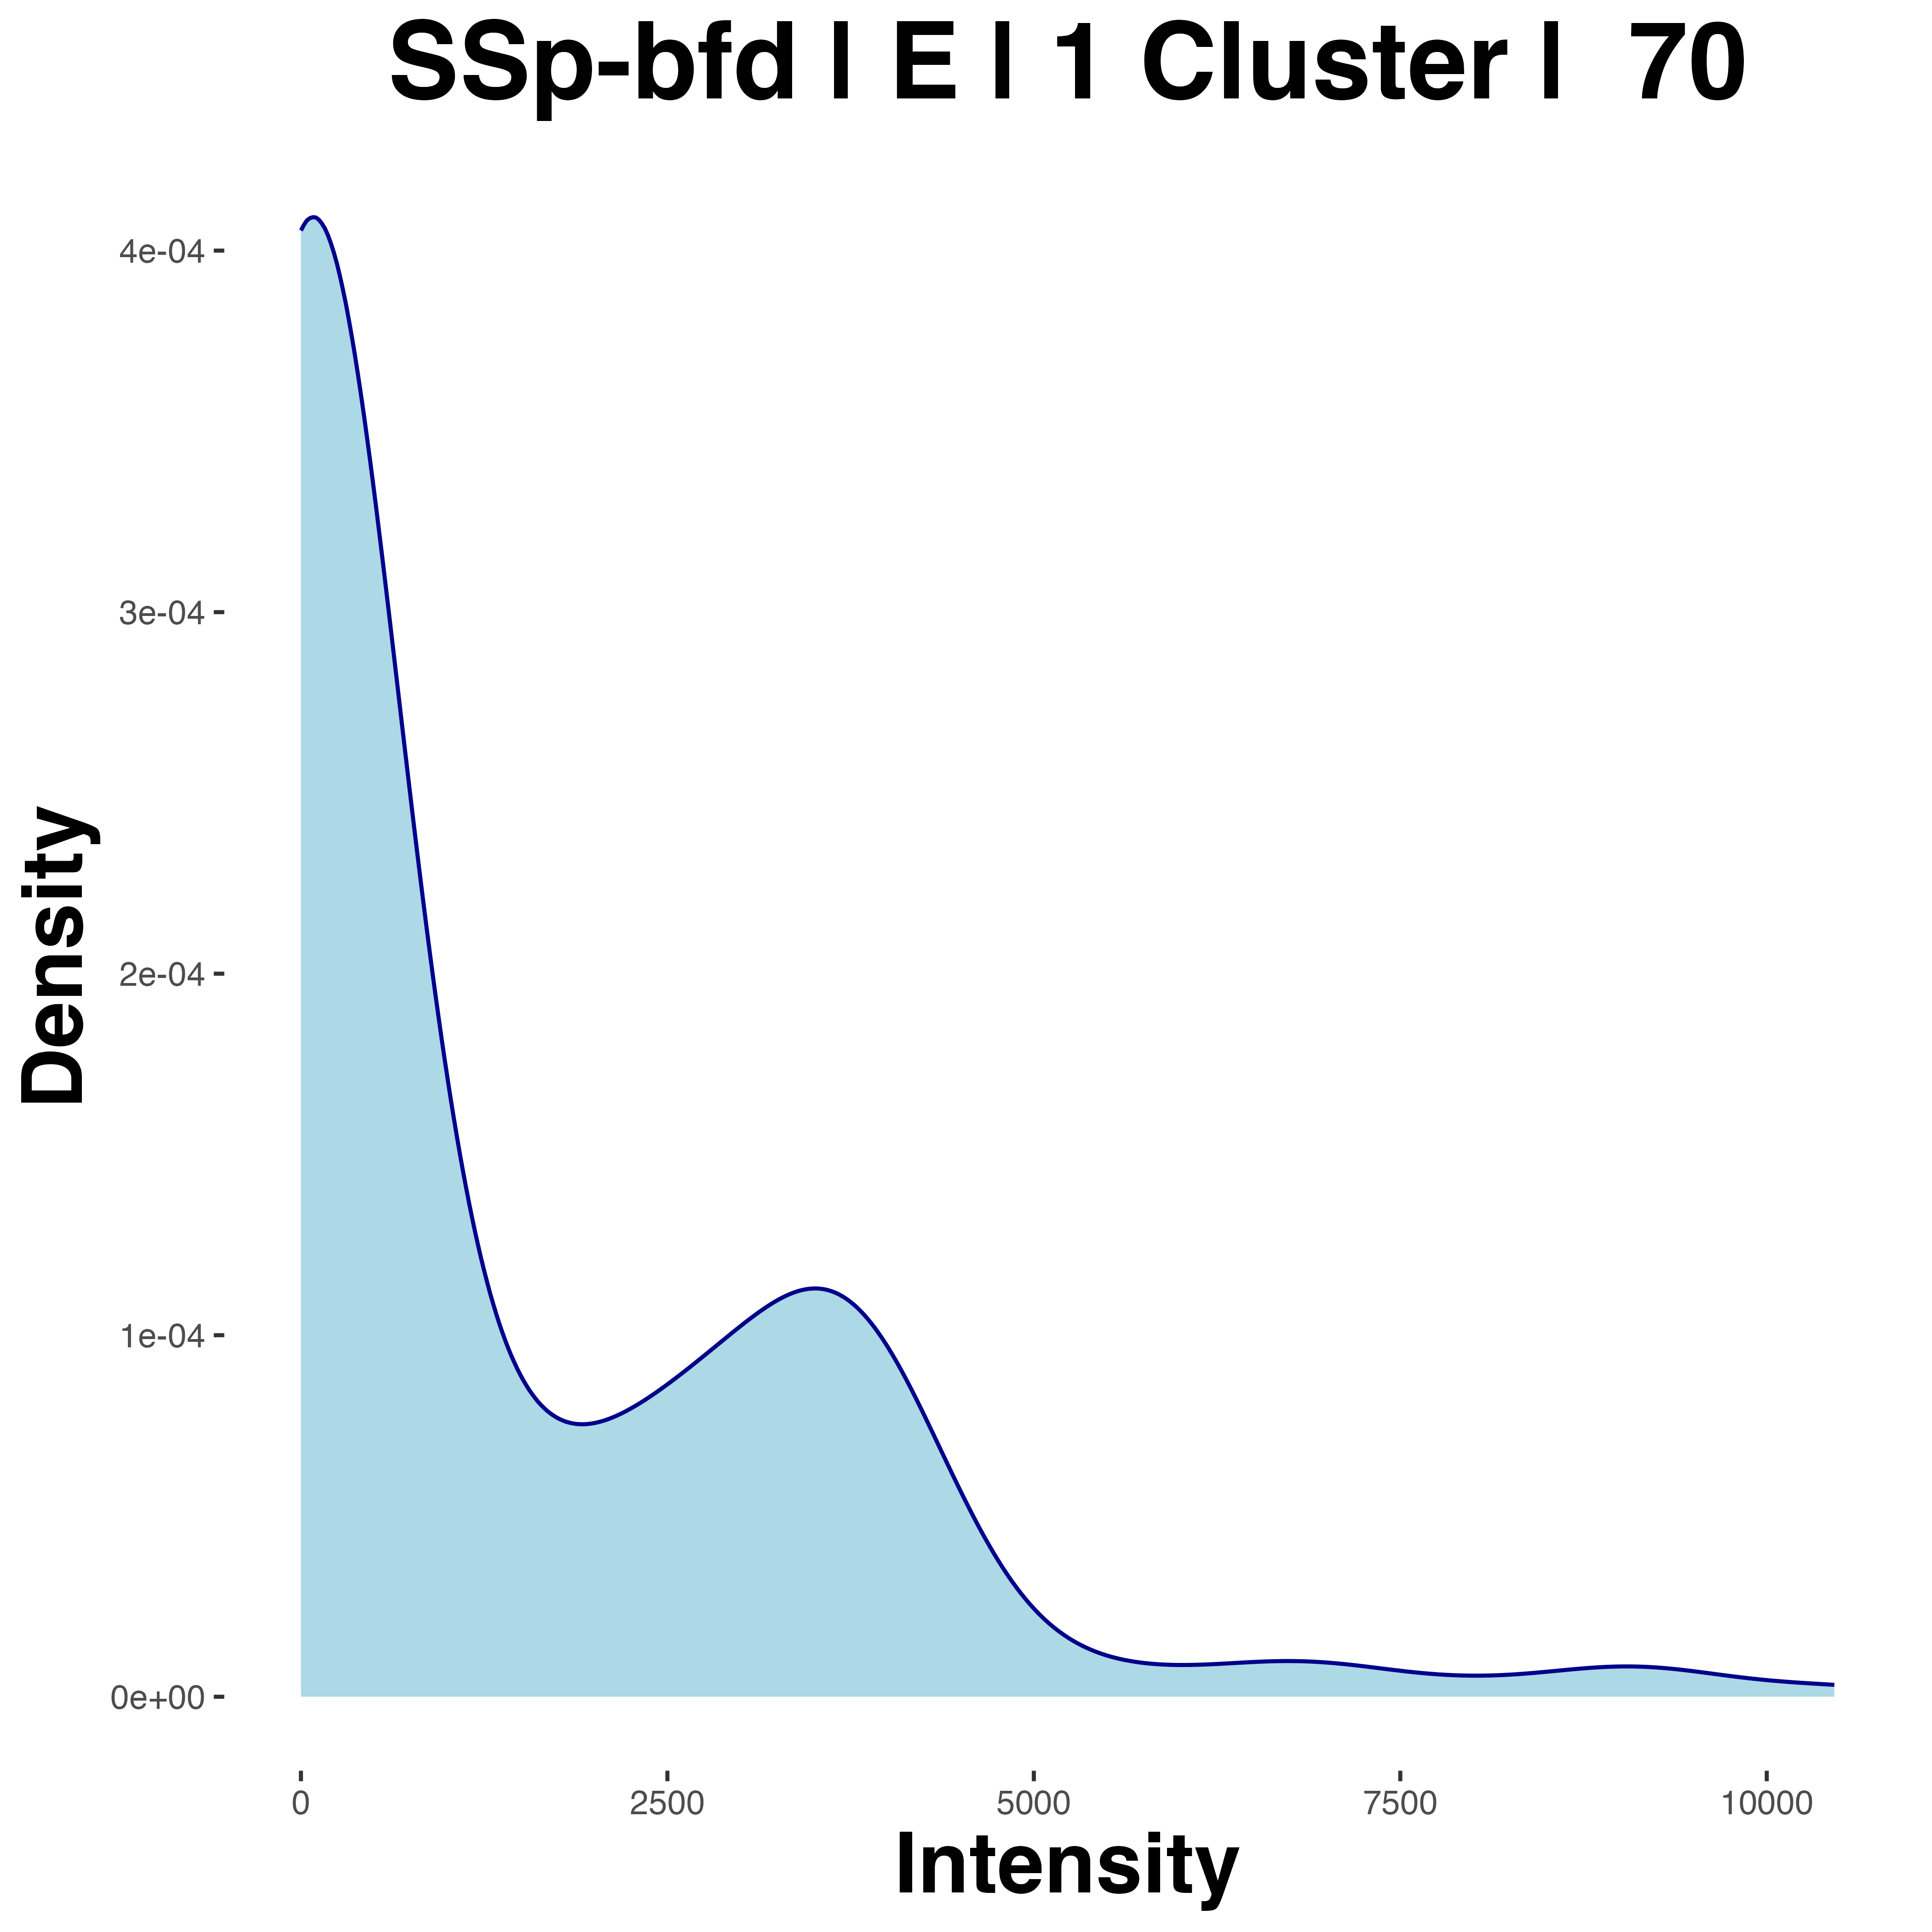 SSp-bfd | E | 1 Cluster |  70
Density
4e-04
3e-04
2e-04
1e-04
0e+00
0
2500
5000
7500
10000
Intensity